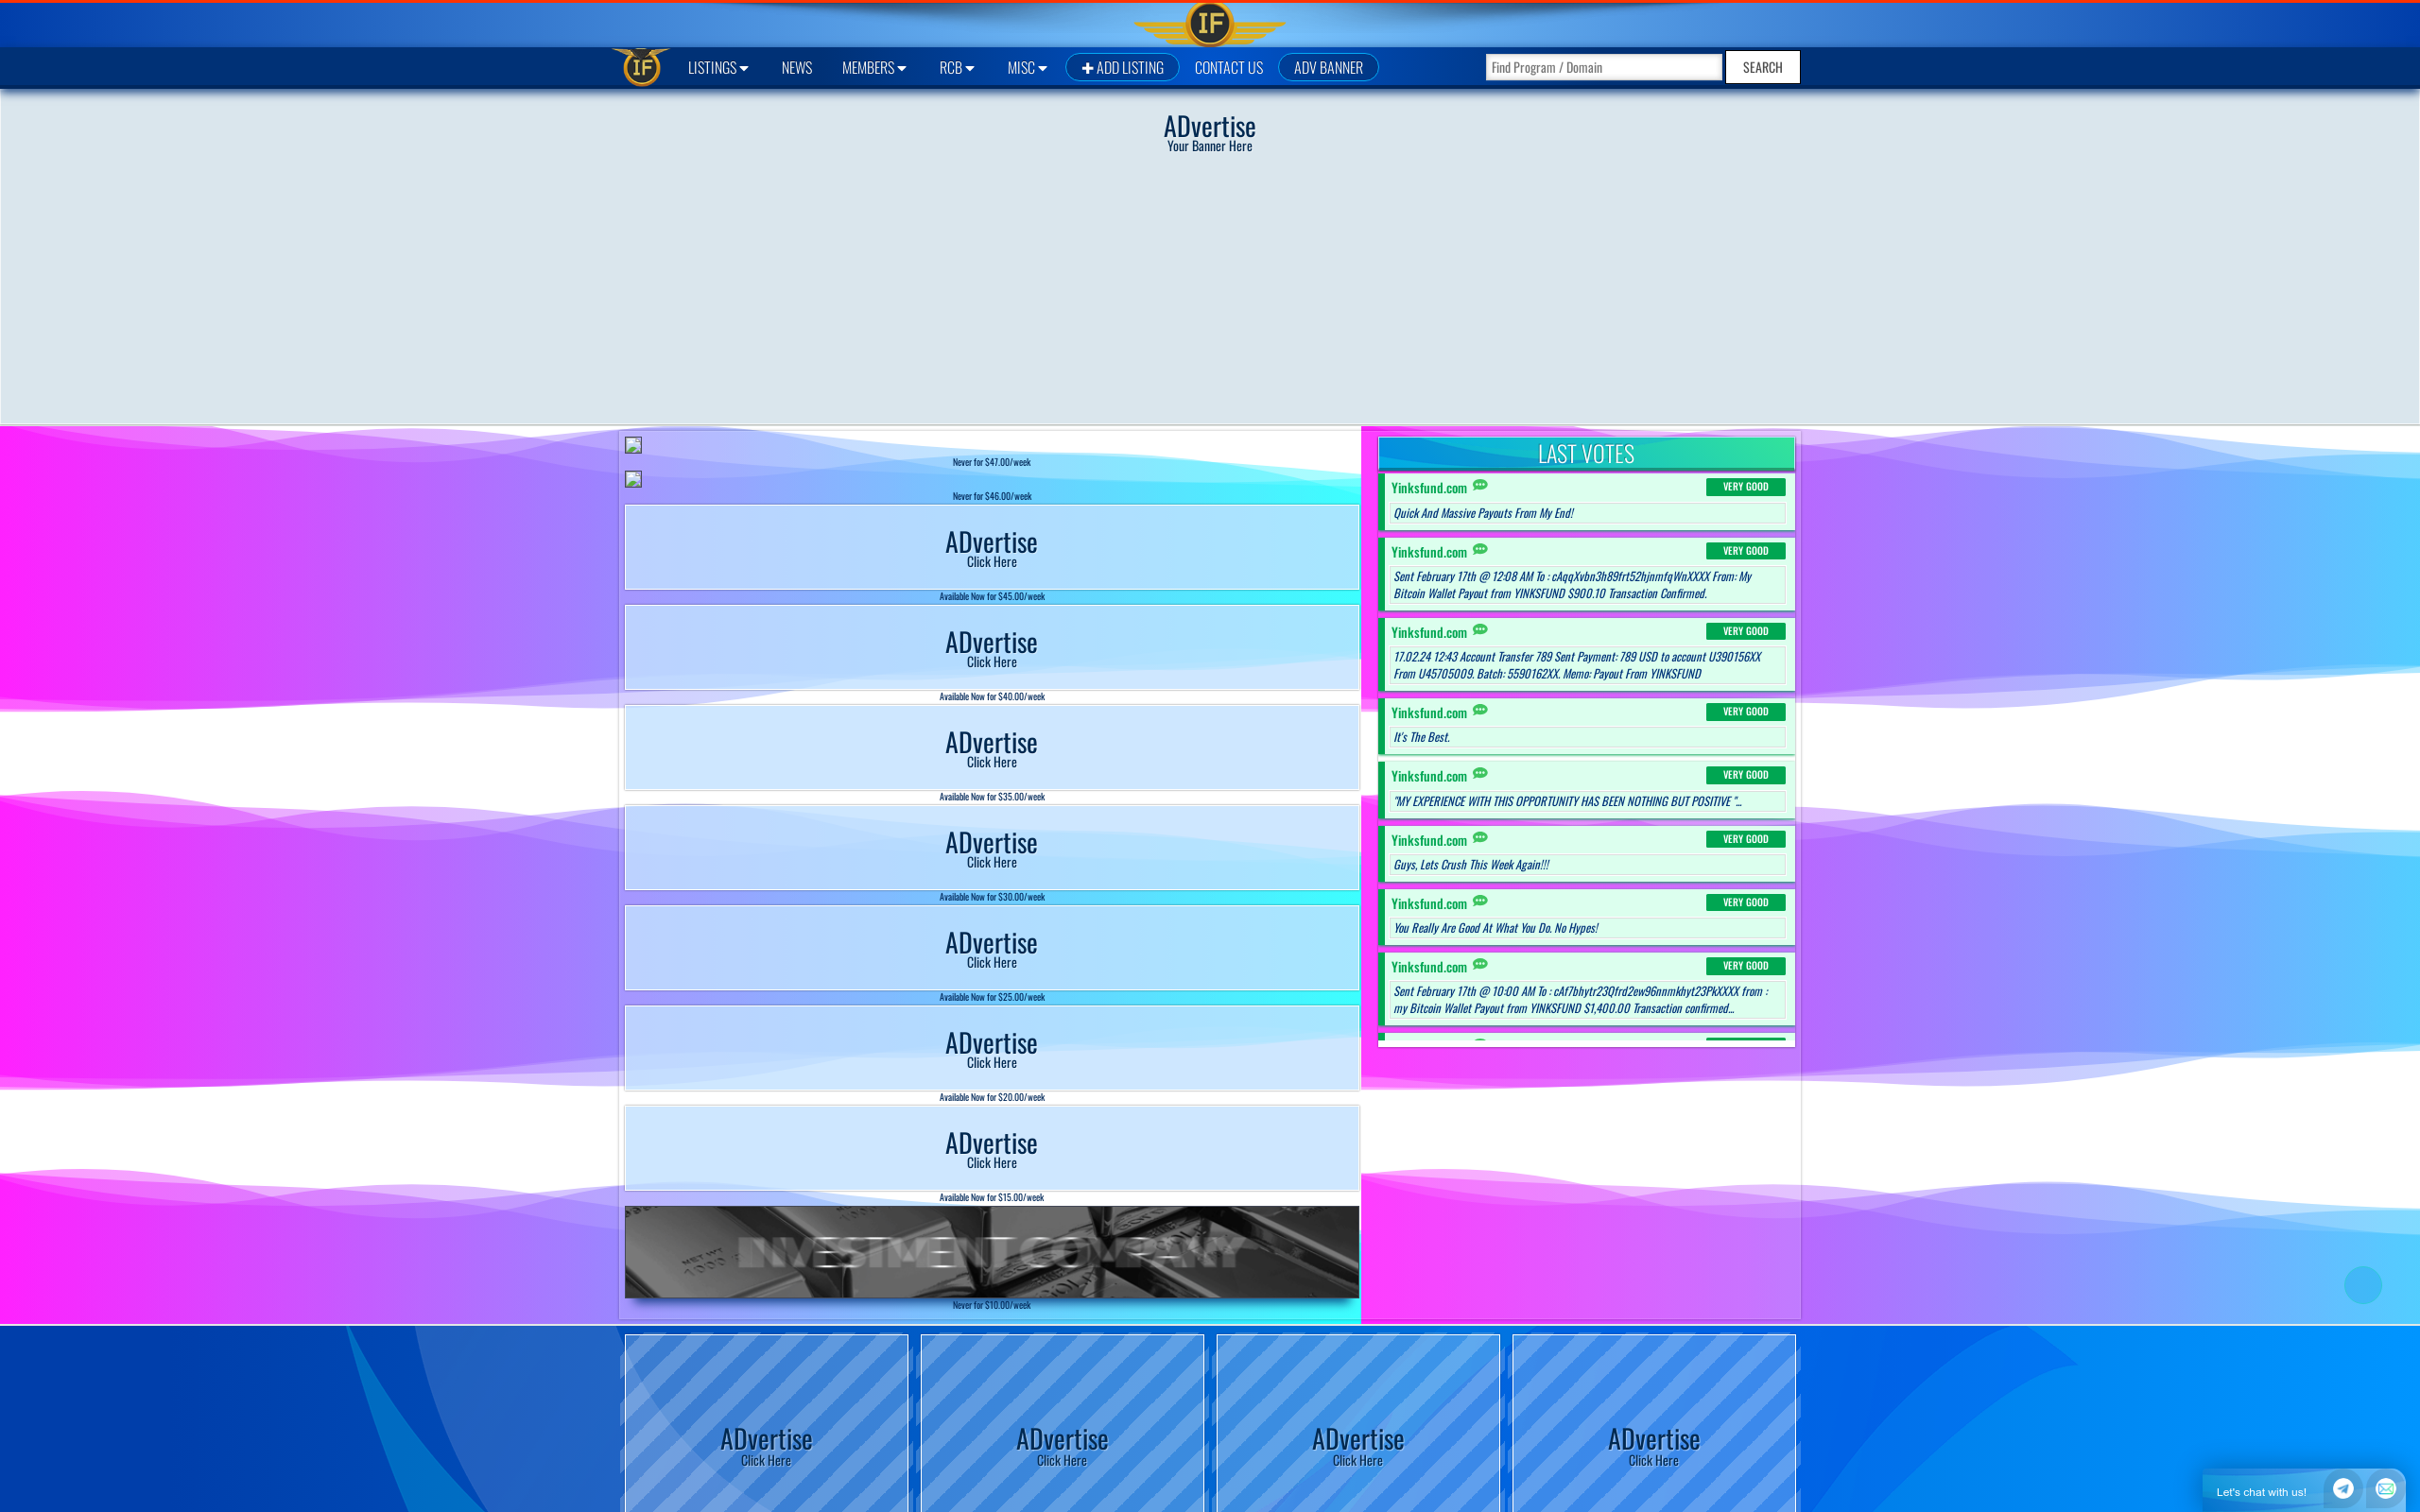 IF
IF
LISTINGS
NEWS
MEMBERS
RCB
MISC
ADD LISTING
CONTACT US
ADV BANNER
Find Program / Domain
SEARCH
ADvertise
Your Banner Here
Never for $47.00/week
Never for $46.00/week
ADvertise
Click Here
Available Now for $45.00/week
ADvertise
Click Here
Available Now for $40.00/week
ADvertise
Click Here
Available Now for $35.00/week
ADvertise
Click Here
Available Now for $30.00/week
ADvertise
Click Here
Available Now for $25.00/week
ADvertise
Click Here
Available Now for $20.00/week
ADvertise
Click Here
Available Now for $15.00/week
INVESTMENT COMPANY
Never for $10.00/week
LAST VOTES
Yinksfund.com
VERY GOOD
Quick And Massive Payouts From My End!
Yinksfund.com
VERY GOOD
Sent February 17th @ 12:08 AM To : cAqqXvbn3h89frt52hjnmfqWnXXXX From: My
Bitcoin Wallet Payout from YINKSFUND $900.10 Transaction Confirmed.
Yinksfund.com
VERY GOOD
17.02.24 12:43 Account Transfer 789 Sent Payment: 789 USD to account U390156XX
From U45705009. Batch: 5590162XX. Memo: Payout From YINKSFUND
Yinksfund.com
VERY GOOD
It's The Best.
Yinksfund.com
VERY GOOD
"MY EXPERIENCE WITH THIS OPPORTUNITY HAS BEEN NOTHING BUT POSITIVE "...
Yinksfund.com
VERY GOOD
Guys, Lets Crush This Week Again!!!
Yinksfund.com
VERY GOOD
You Really Are Good At What You Do. No Hypes!
Yinksfund.com
VERY GOOD
Sent February 17th @ 10:00 AM To : cAf7bhytr23Qfrd2ew96nnmkhyt23PkXXXX from :
my Bitcoin Wallet Payout from YINKSFUND $1,400.00 Transaction confirmed...
ADvertise
Click Here
ADvertise
Click Here
ADvertise
Click Here
ADvertise
Click Here
Let's chat with us!